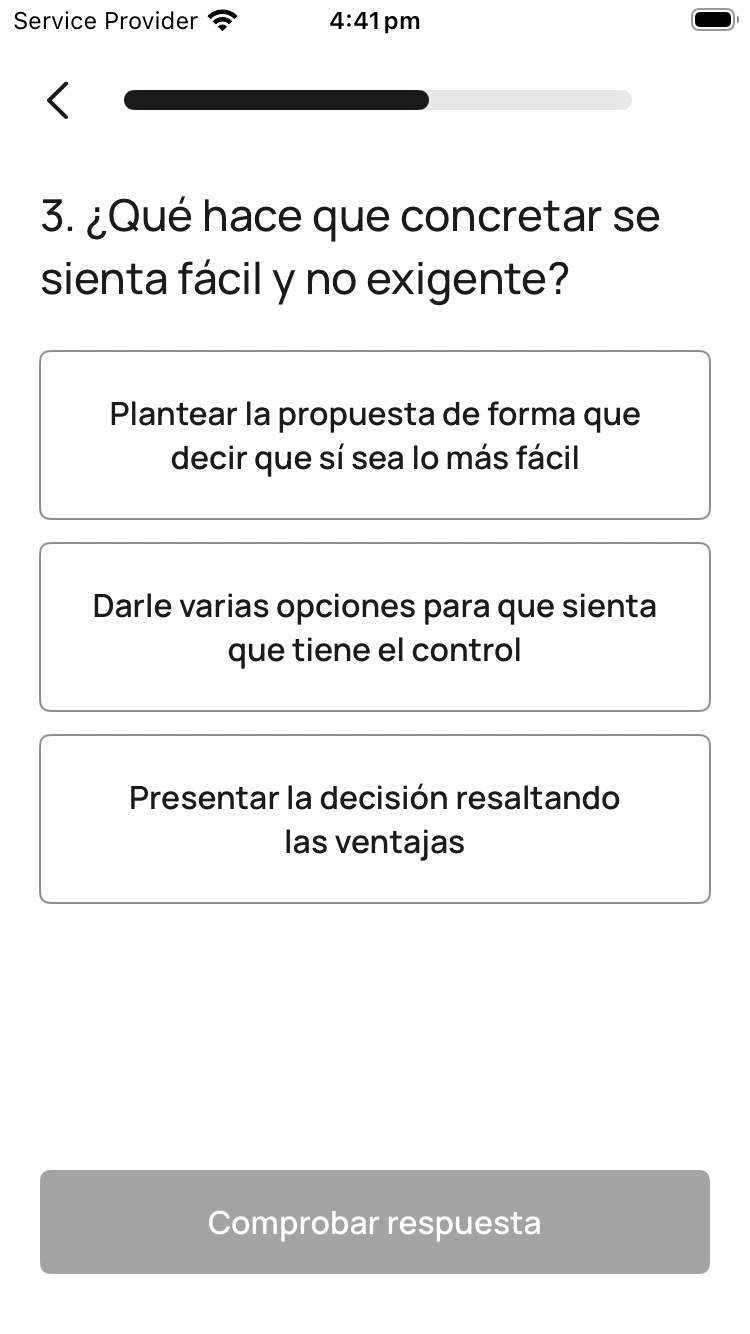 Service Provider
4:41 pm
3. ¿Qué hace que concretar se
sienta fácil y no exigente?
Plantear la propuesta de forma que
decir que sí sea lo más fácil
Darle varias opciones para que sienta
que tiene el control
Presentar la decisión resaltando
las ventajas
Comprobar respuesta